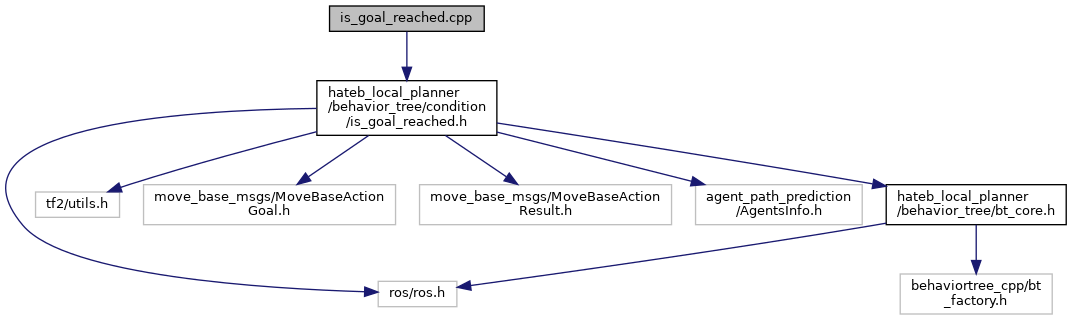 is_goal_reached.cpp
hateb_local_planner
/behavior_tree/condition
/is_goal_reached.h
tf2/utils.h
move_base_msgs/MoveBaseAction
Goal.h
move_base_msgs/MoveBaseAction
Result.h
agent_path_prediction
/AgentsInfo.h
hateb_local_planner
/behavior_tree/bt_core.h
ros/ros.h
behaviortree_cpp/bt
_factory.h